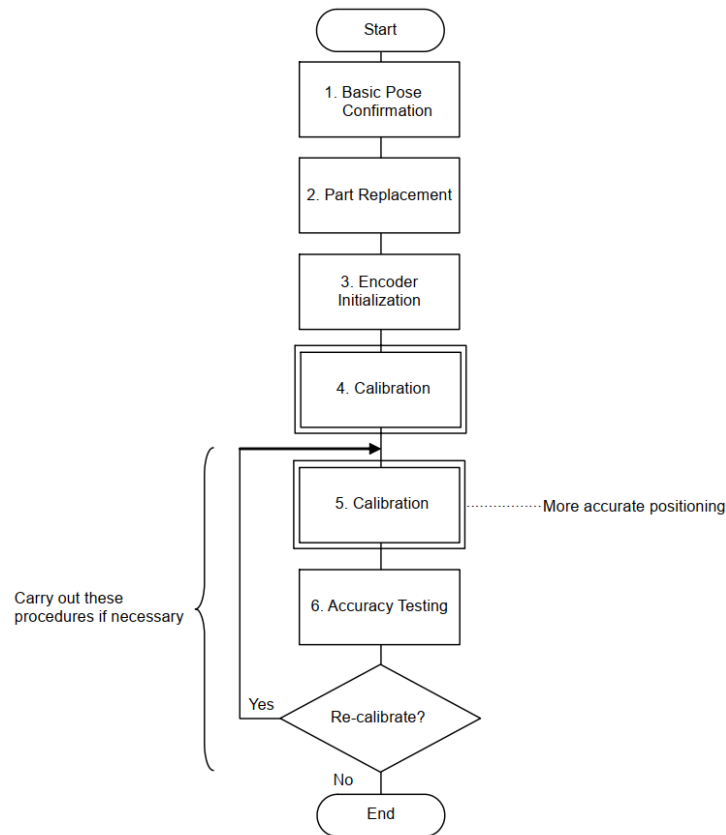 Start
1. Basic Pose
Confirmation
2. Part Replacement
3. Encoder
Initialization
4. Calibration
5. Calibration
More accurate positioning
Carry out these
procedures if necessary
6. Accuracy Testing
Yes
Re-calibrate?
No
End